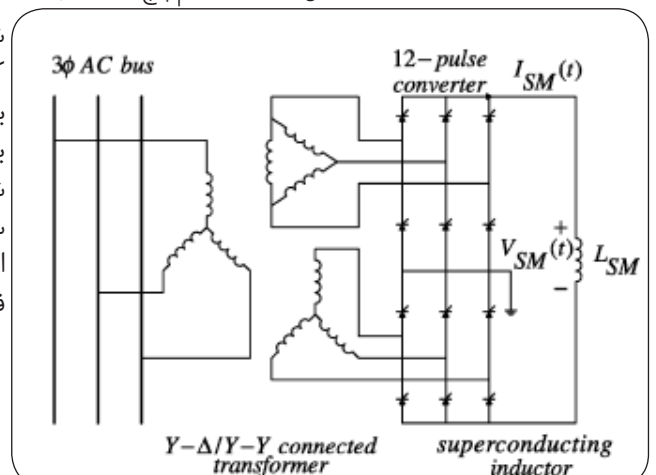 3ϕ AC bus
12–pulse
converter
I_SM(t)
+
V_SM(t)
L_SM
–
Y–Δ/Y–Y connected
transformer
superconducting
inductor